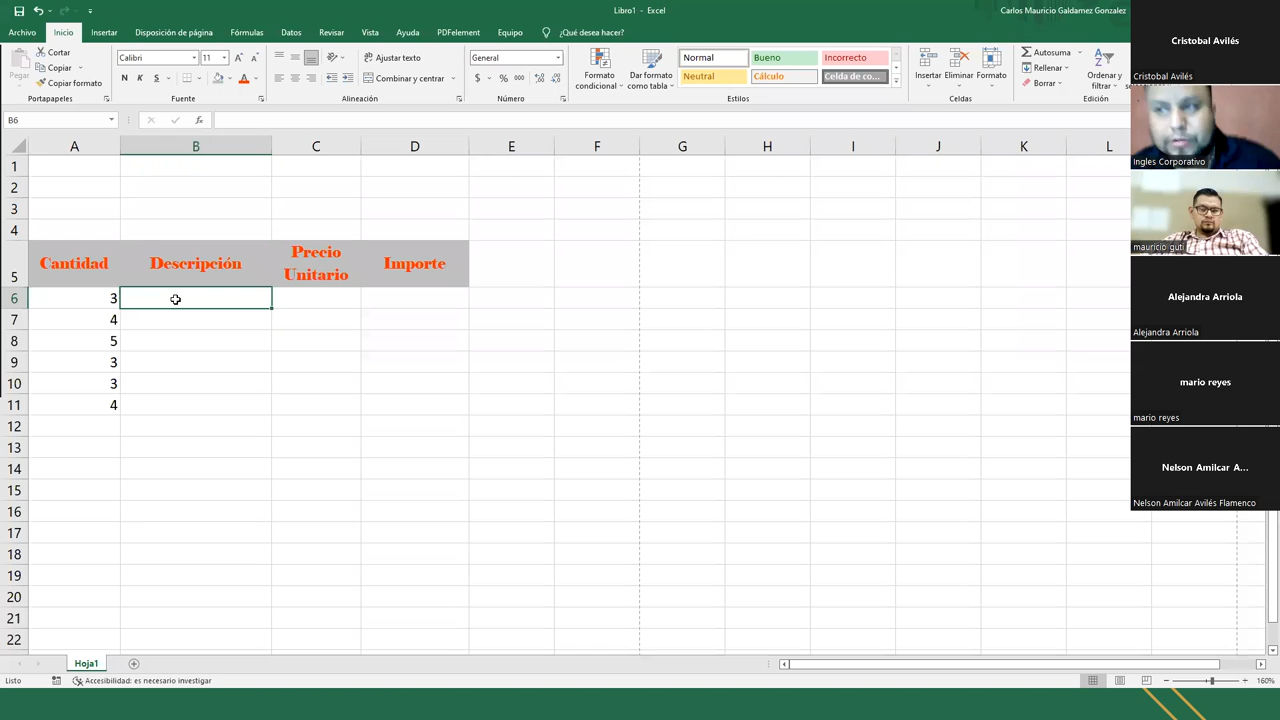 Libro1 - Excel
Carlos Mauricio Galdamez Gonzalez
Archivo Inicio Insertar Disposición de página Fórmulas Datos Revisar Vista Ayuda PDFelement Equipo ¿Qué desea hacer?
Pegar
Cortar
Copiar
Copiar formato
Portapapeles
Calibri 11
N K S
Fuente
Ajustar texto
Combinar y centrar
Alineación
General
$ % 000
Número
Formato condicional
Dar formato como tabla
Normal Bueno Incorrecto
Neutral Cálculo Celda de co...
Estilos
Insertar Eliminar Formato
Celdas
Autosuma
Rellenar
Borrar
Ordenar y filtrar
Edición
B6
fx
A B C D E F G H I J K L
1
2
3
4
5 Cantidad Descripción Precio Unitario Importe
6 3
7 4
8 5
9 3
10 3
11 4
12
13
14
15
16
17
18
19
20
21
22
Hoja1
Listo
Accesibilidad: es necesario investigar
160%
Cristobal Avilés
Cristobal Avilés
Ingles Corporativo
mauricio guti
Alejandra Arriola
Alejandra Arriola
mario reyes
mario reyes
Nelson Amilcar A...
Nelson Amilcar Avilés Flamenco